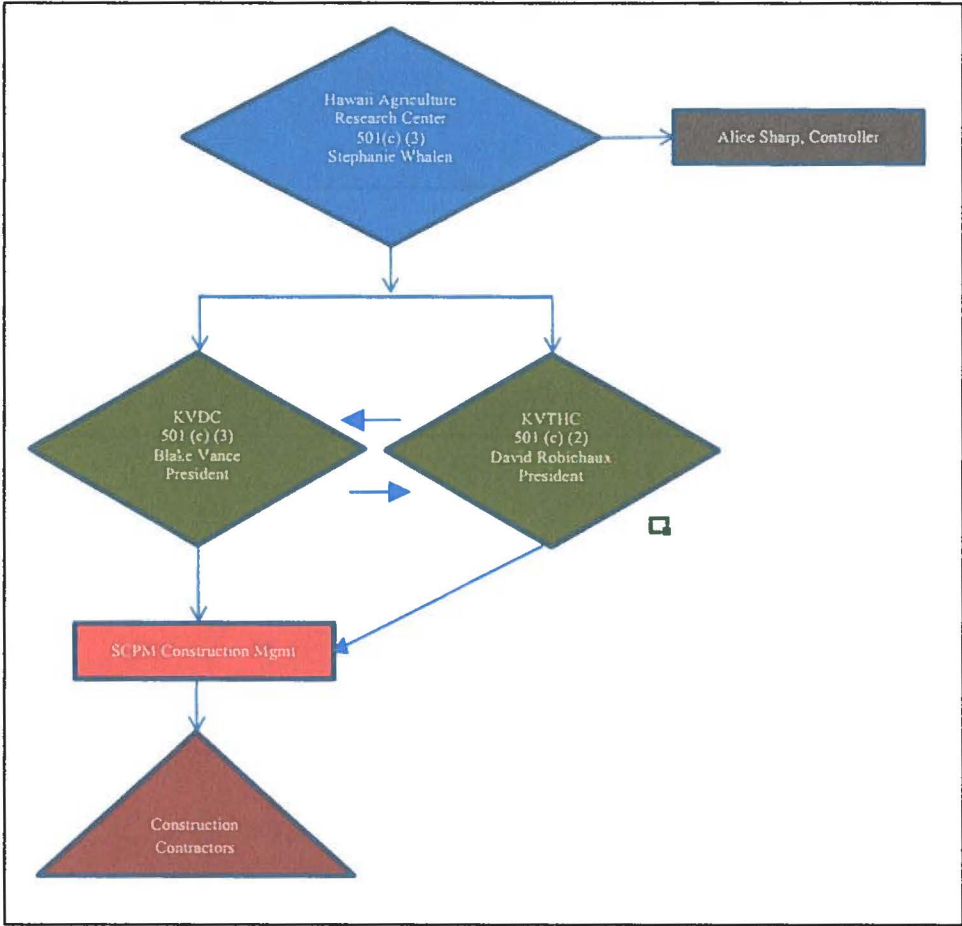 Hawaii Agriculture
Research Center
501(c) (3)
Stephanie Whalen
Alice Sharp, Controller
KVDC
501 (c) (3)
Blake Vance
President
KVTHC
501 (c) (2)
David Robichaux
President
SCPM Construction Mgmt
Construction
Contractors